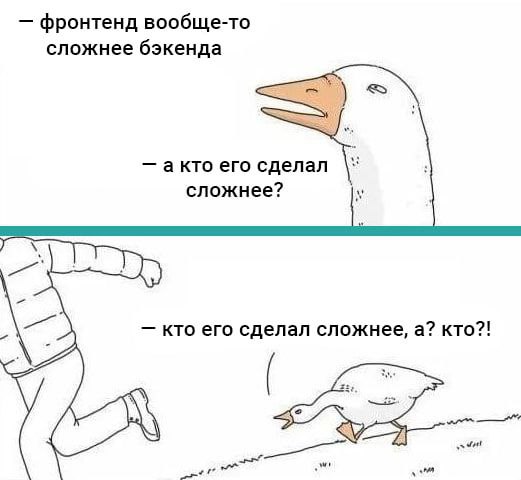 – фронтенд вообще-то
сложнее бэкенда
– а кто его сделал
сложнее?
– кто его сделал сложнее, а? кто?!